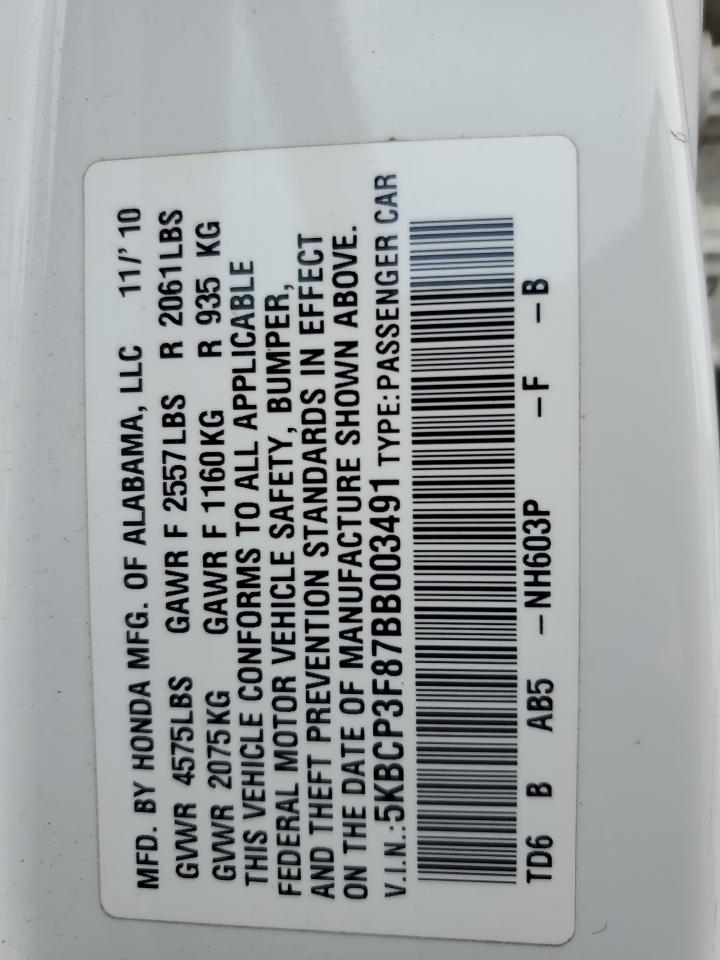 MFD. BY HONDA MFG. OF ALABAMA, LLC 11/' 10
GVWR 4575LBS GAWR F 2557LBS R 2061LBS
GVWR 2075KG GAWR F 1160KG R 935 KG
THIS VEHICLE CONFORMS TO ALL APPLICABLE
FEDERAL MOTOR VEHICLE SAFETY, BUMPER,
AND THEFT PREVENTION STANDARDS IN EFFECT
ON THE DATE OF MANUFACTURE SHOWN ABOVE.
V.I.N.:5KBCP3F87BB003491 TYPE:PASSENGER CAR
TD6 B AB5 -NH603P -F -B